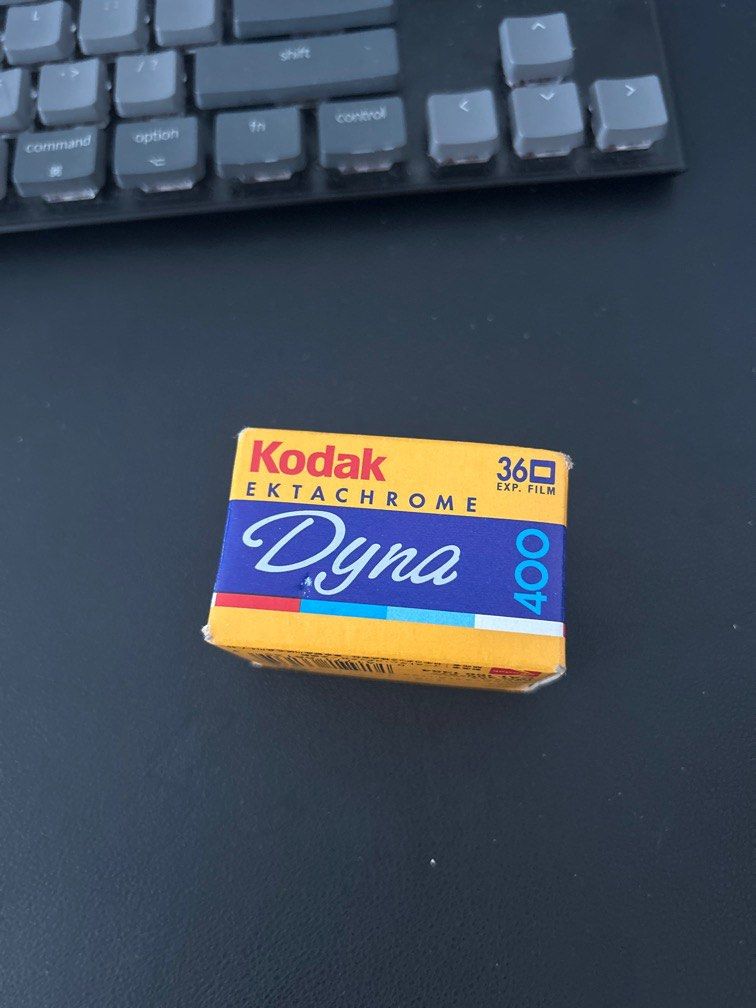 shift
command
option
fn
control
Kodak
36
EXP. FILM
EKTACHROME
Dyna
400